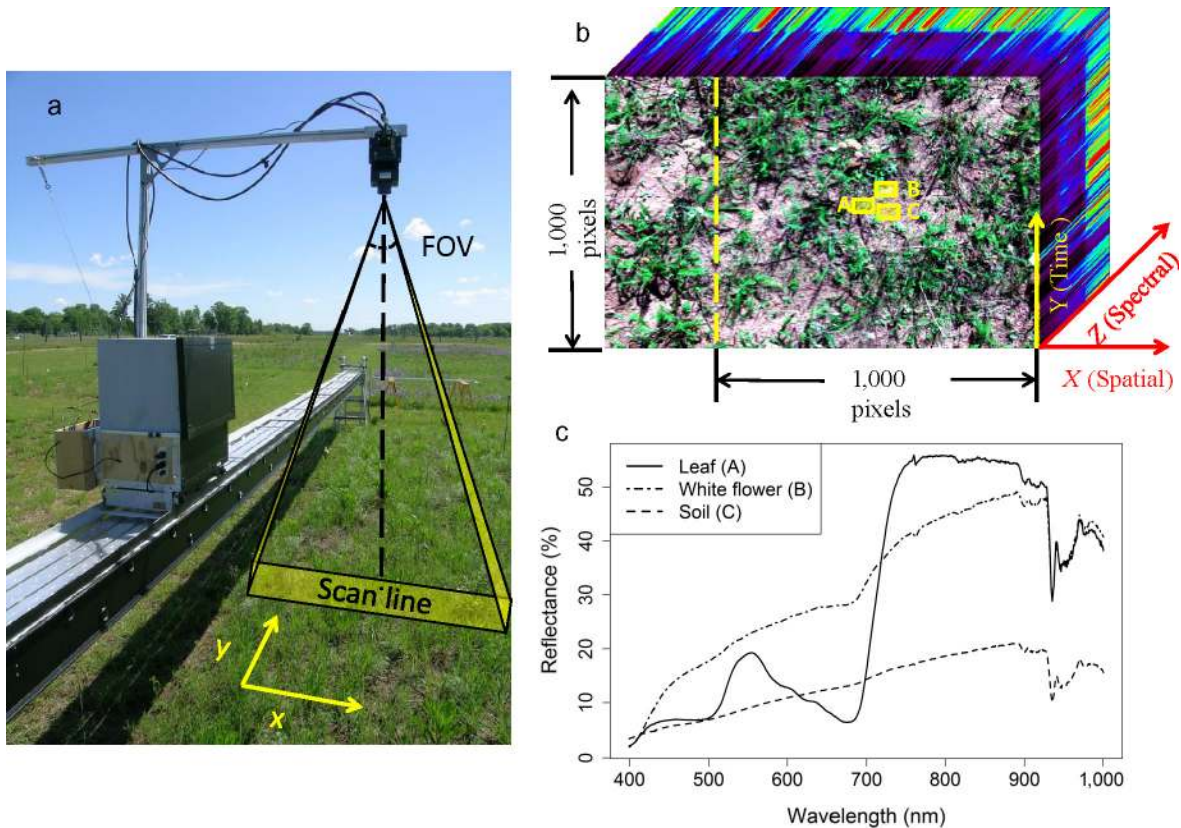 a
FOV
Scan line
y
x
b
1,000
pixels
A
B
C
Y (Time)
Z (Spectral)
X (Spatial)
1,000
pixels
c
Leaf (A)
White flower (B)
Soil (C)
Reflectance (%)
50
40
30
20
10
0
400 500 600 700 800 900 1,000
Wavelength (nm)